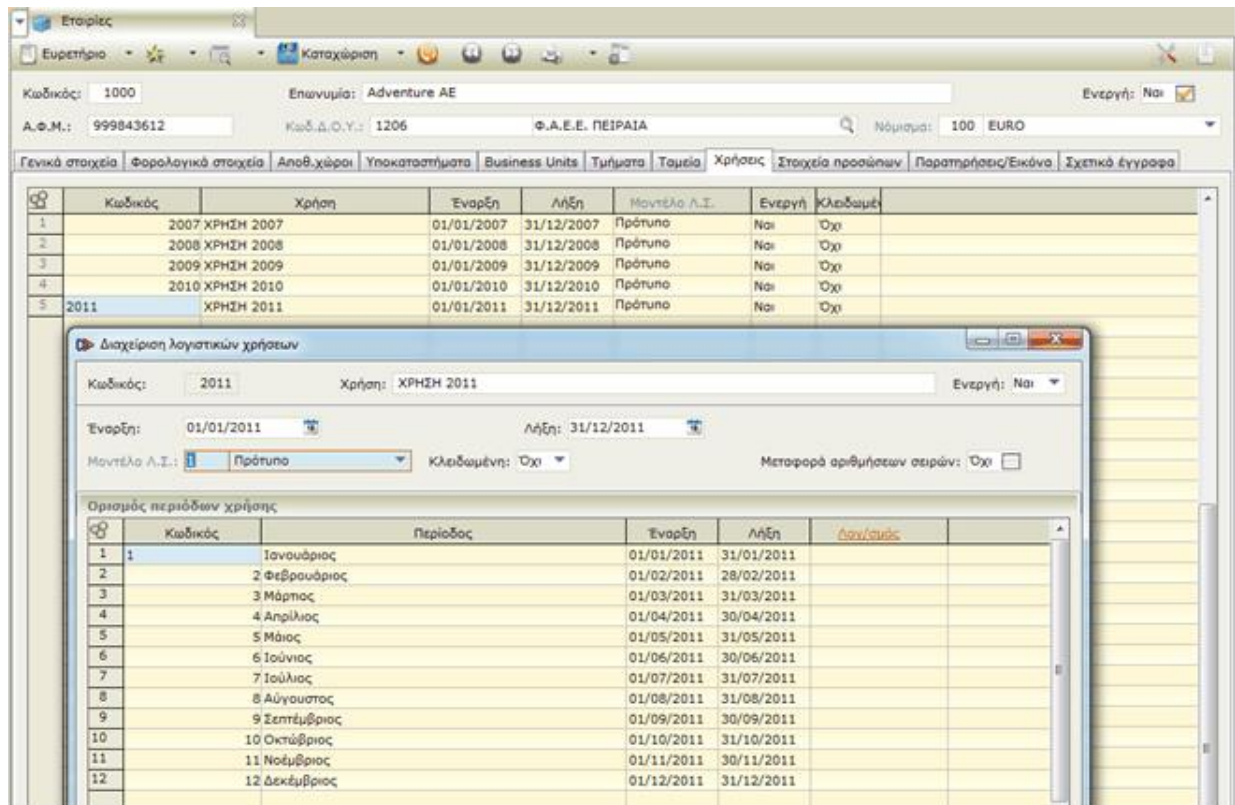 Εταιρίες
Ευρετήριο Καταχώριση
Κωδικός: 1000 Επωνυμία: Adventure AE Ενεργή: Ναι
Α.Φ.Μ.: 999843612 Κωδ.Δ.Ο.Υ.: 1206 Φ.Α.Ε.Ε. ΠΕΙΡΑΙΑ Νόμισμα: 100 EURO
Γενικά στοιχεία Φορολογικά στοιχεία Αποθ.χώροι Υποκαταστήματα Business Units Τμήματα Ταμεία Χρήσεις Στοιχεία προσώπων Παρατηρήσεις/Εικόνα Σχετικά έγγραφα
Κωδικός Χρήση Έναρξη Λήξη Μοντέλο Λ.Σ. Ενεργή Κλειδωμέ
1 2007 ΧΡΗΣΗ 2007 01/01/2007 31/12/2007 Πρότυπο Ναι Όχι
2 2008 ΧΡΗΣΗ 2008 01/01/2008 31/12/2008 Πρότυπο Ναι Όχι
3 2009 ΧΡΗΣΗ 2009 01/01/2009 31/12/2009 Πρότυπο Ναι Όχι
4 2010 ΧΡΗΣΗ 2010 01/01/2010 31/12/2010 Πρότυπο Ναι Όχι
5 2011 ΧΡΗΣΗ 2011 01/01/2011 31/12/2011 Πρότυπο Ναι Όχι
Διαχείριση λογιστικών χρήσεων
Κωδικός: 2011 Χρήση: ΧΡΗΣΗ 2011 Ενεργή: Ναι
Έναρξη: 01/01/2011 Λήξη: 31/12/2011
Μοντέλο Λ.Σ.: 1 Πρότυπο Κλειδωμένη: Όχι Μεταφορά αριθμήσεων σειρών: Όχι
Ορισμός περιόδων χρήσης
Κωδικός Περίοδος Έναρξη Λήξη Λογ/σμός
1 1 Ιανουάριος 01/01/2011 31/01/2011
2 2 Φεβρουάριος 01/02/2011 28/02/2011
3 3 Μάρτιος 01/03/2011 31/03/2011
4 4 Απρίλιος 01/04/2011 30/04/2011
5 5 Μάιος 01/05/2011 31/05/2011
6 6 Ιούνιος 01/06/2011 30/06/2011
7 7 Ιούλιος 01/07/2011 31/07/2011
8 8 Αύγουστος 01/08/2011 31/08/2011
9 9 Σεπτέμβριος 01/09/2011 30/09/2011
10 10 Οκτώβριος 01/10/2011 31/10/2011
11 11 Νοέμβριος 01/11/2011 30/11/2011
12 12 Δεκέμβριος 01/12/2011 31/12/2011